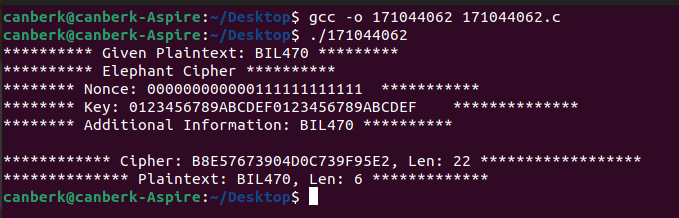 canberk@canberk-Aspire:~/Desktop$ gcc -o 171044062 171044062.c
canberk@canberk-Aspire:~/Desktop$ ./171044062
********** Given Plaintext: BIL470 *********
********** Elephant Cipher **********
******** Nonce: 000000000000111111111111  ***********
******** Key: 0123456789ABCDEF0123456789ABCDEF    **************
******** Additional Information: BIL470 **********

************ Cipher: B8E57673904D0C739F95E2, Len: 22 ******************
************* Plaintext: BIL470, Len: 6 *************
canberk@canberk-Aspire:~/Desktop$